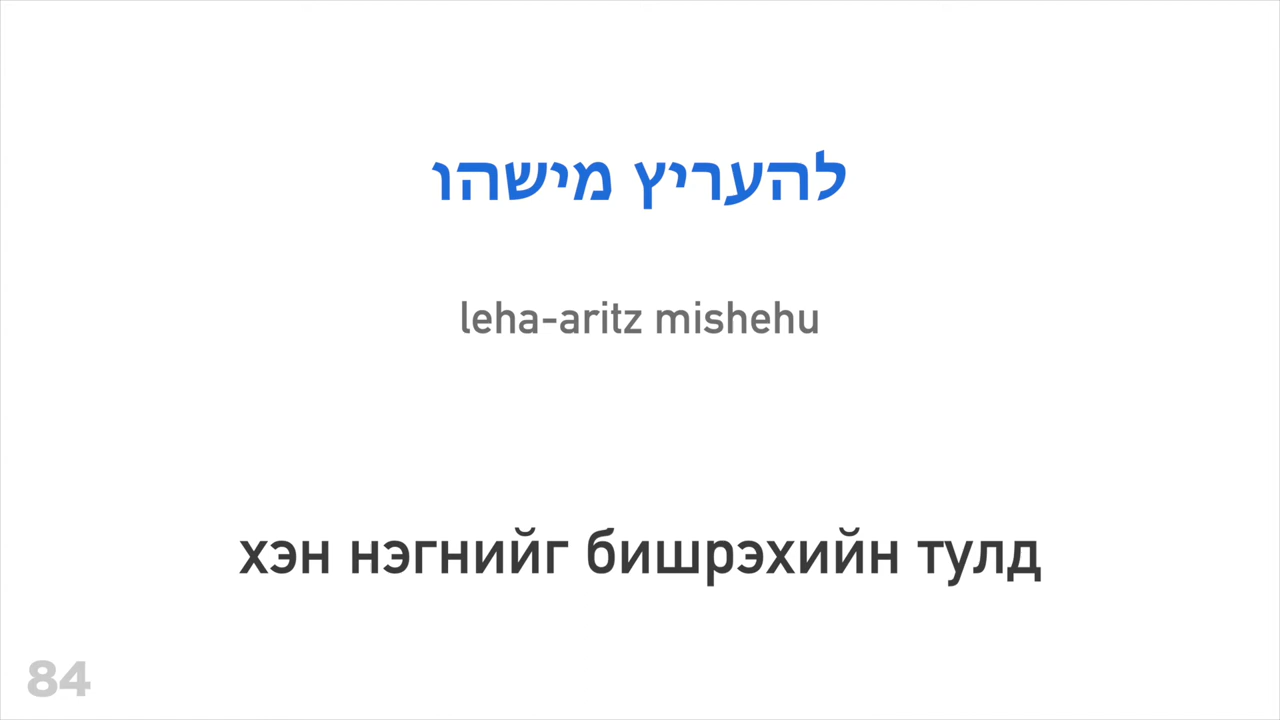 להעריץ מישהו
leha-aritz mishehu
хэн нэгнийг бишрэхийн тулд
84